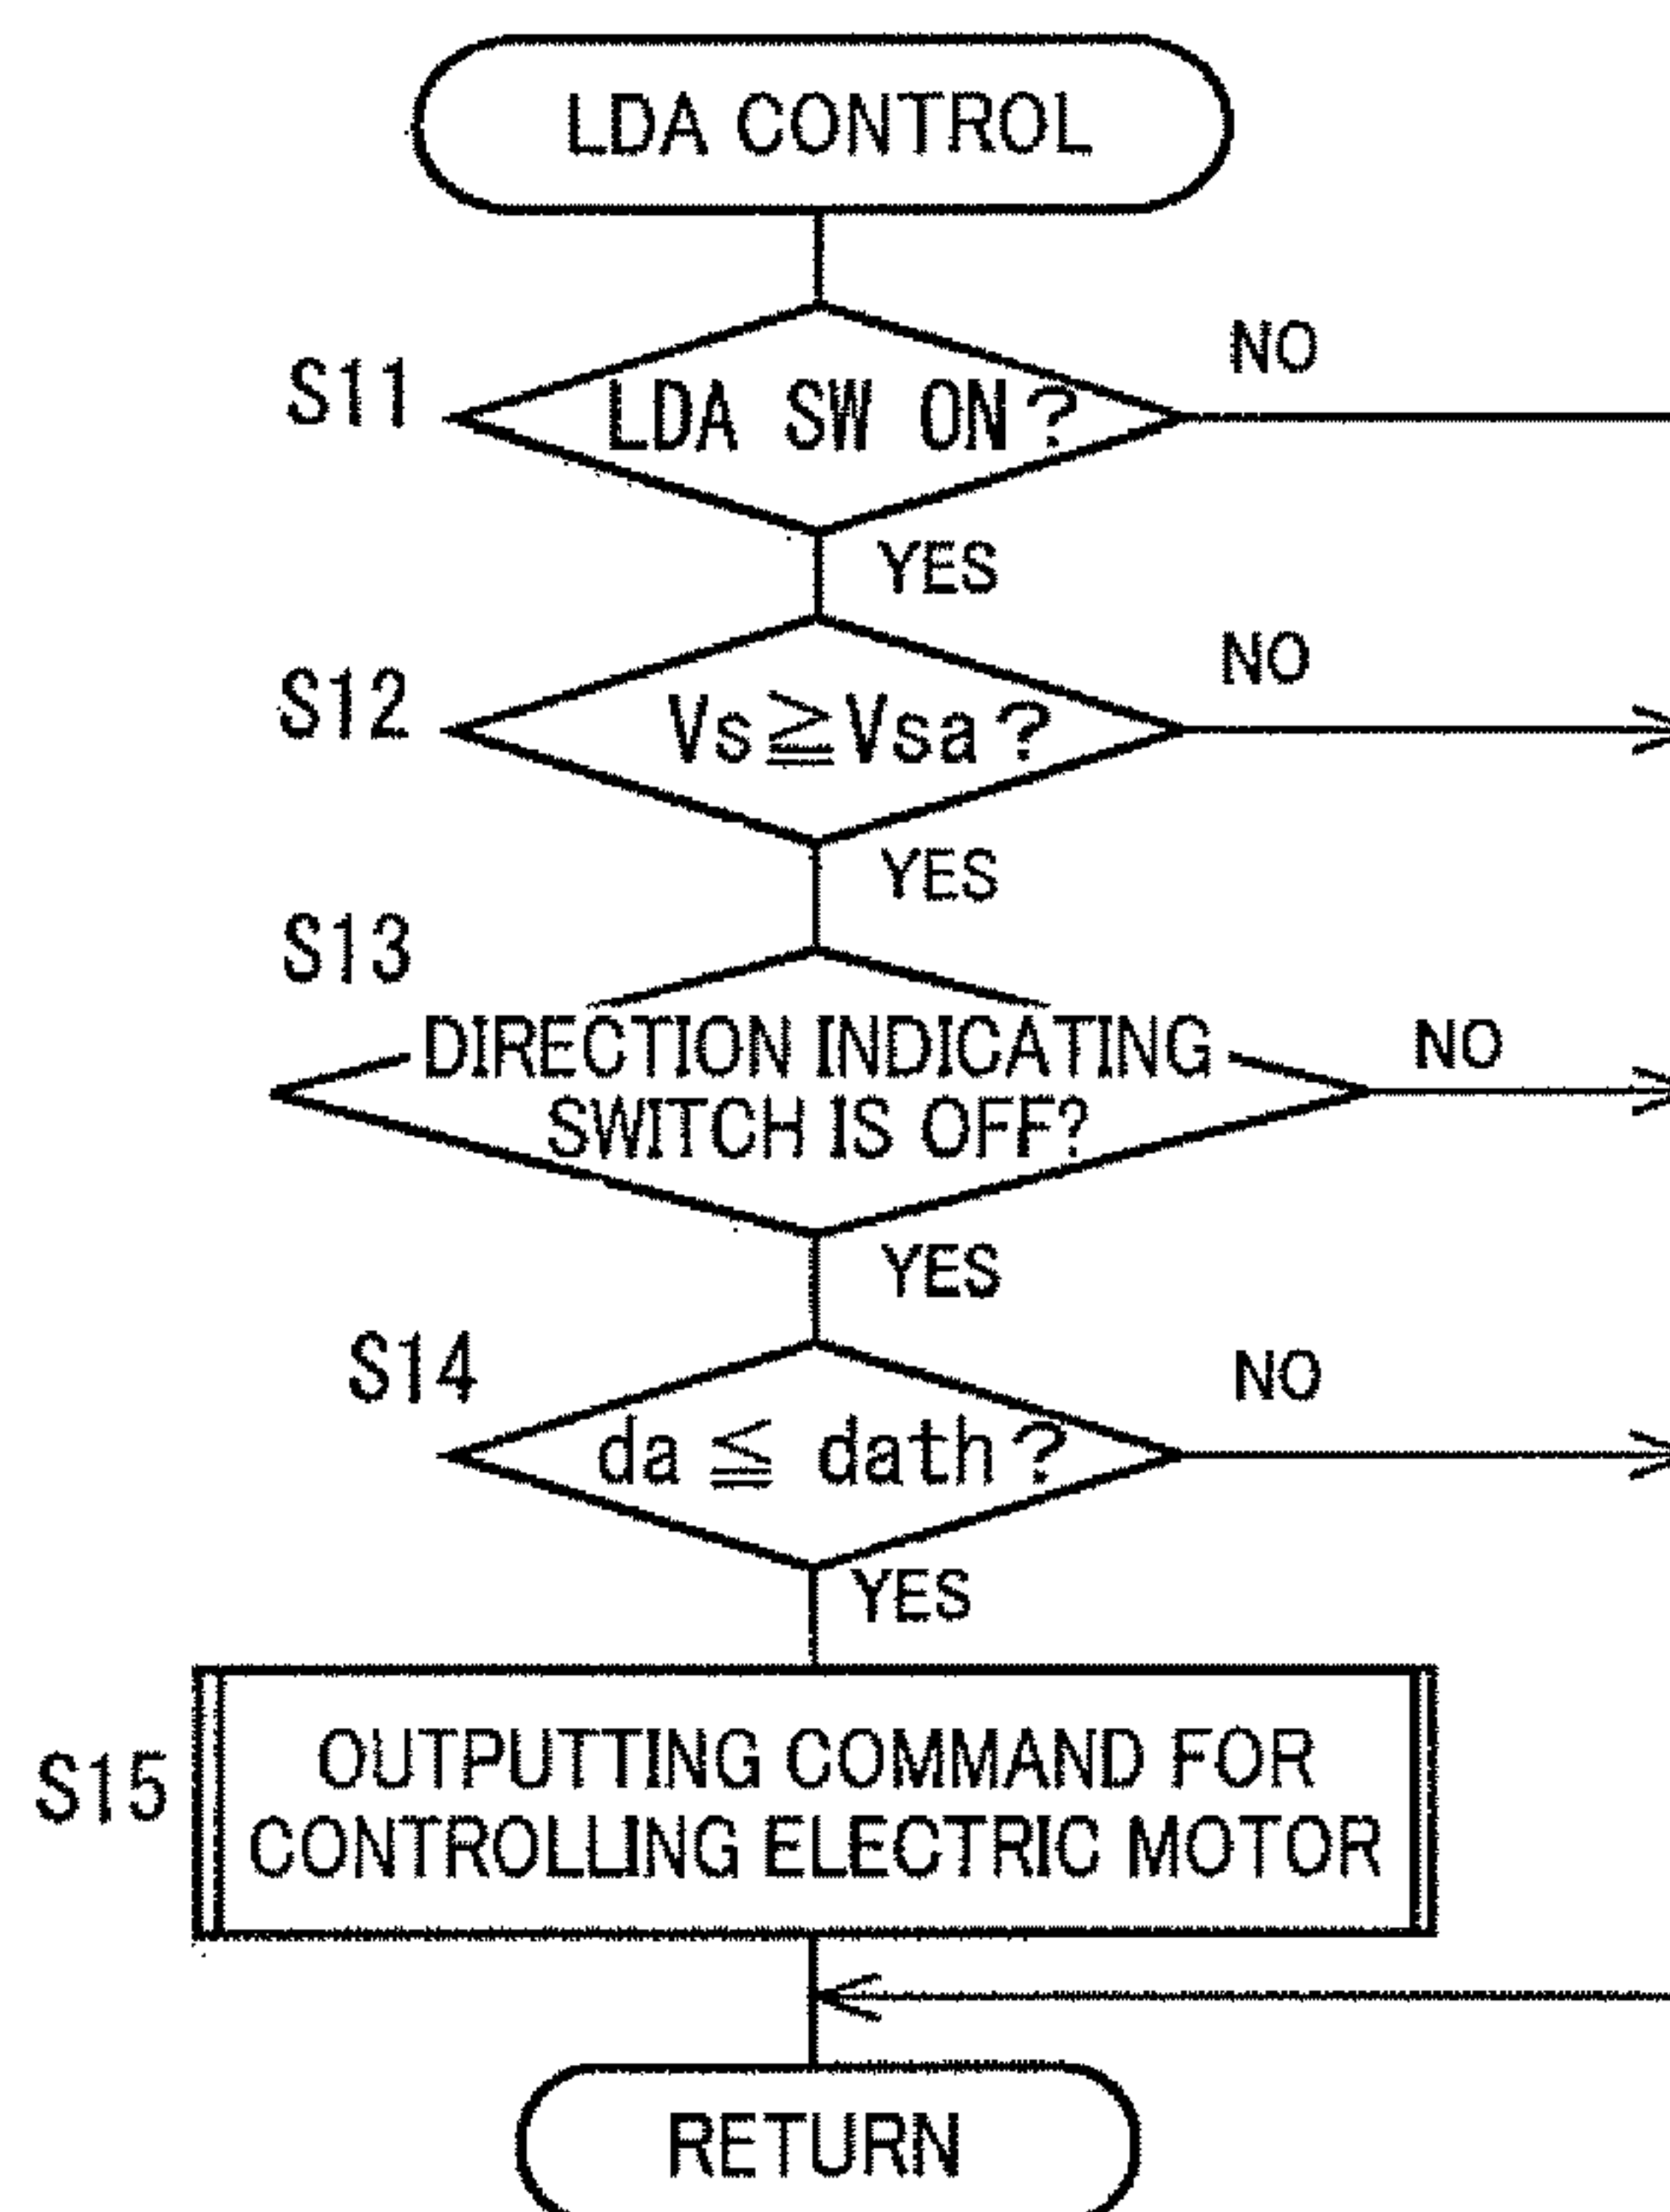 LDA CONTROL
S11
LDA SW ON?
NO
YES
S12
Vs≧Vsa?
NO
YES
S13
DIRECTION INDICATING
SWITCH IS OFF?
NO
YES
S14
da≦ dath?
NO
YES
S15
OUTPUTTING COMMAND FOR
CONTROLLING ELECTRIC MOTOR
RETURN